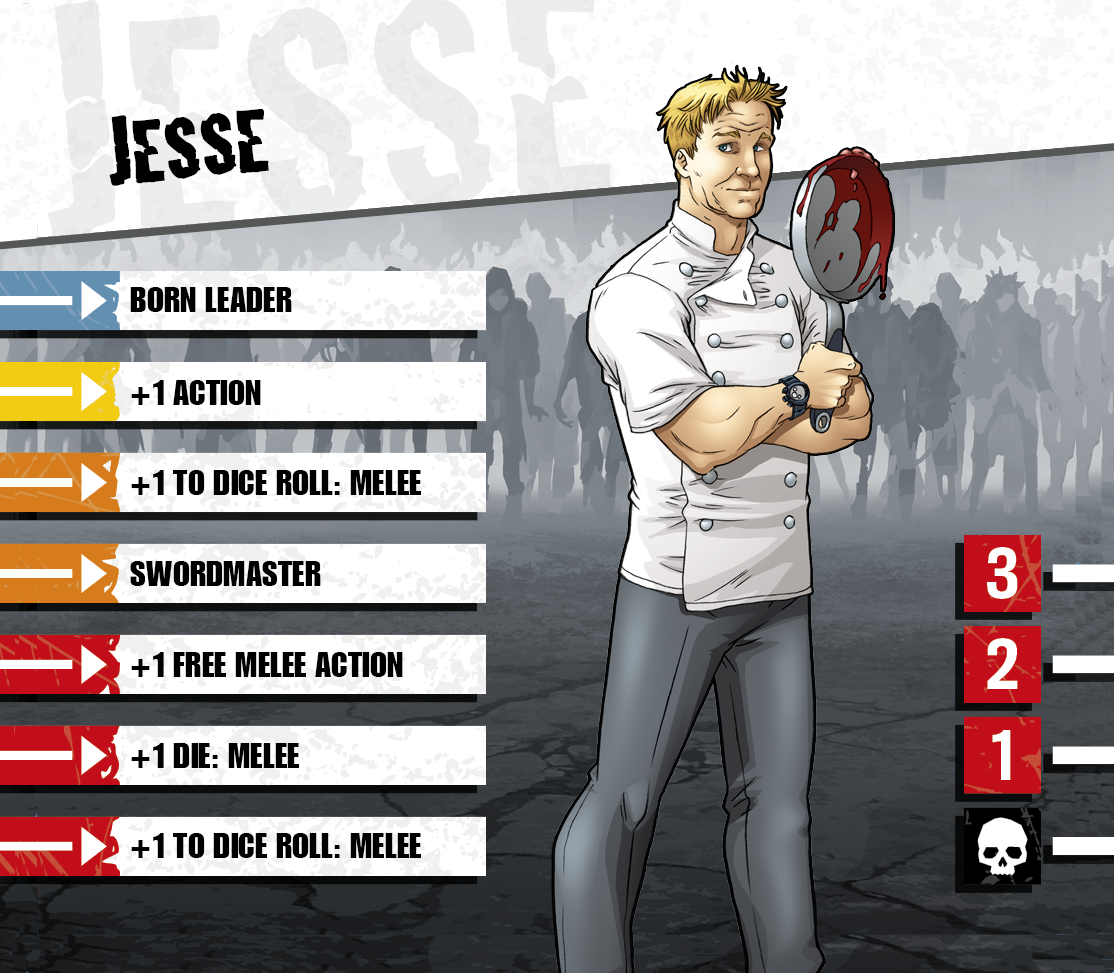 JESSE
JESSE
BORN LEADER
+1 ACTION
+1 TO DICE ROLL: MELEE
SWORDMASTER
+1 FREE MELEE ACTION
+1 DIE: MELEE
+1 TO DICE ROLL: MELEE
3
2
1